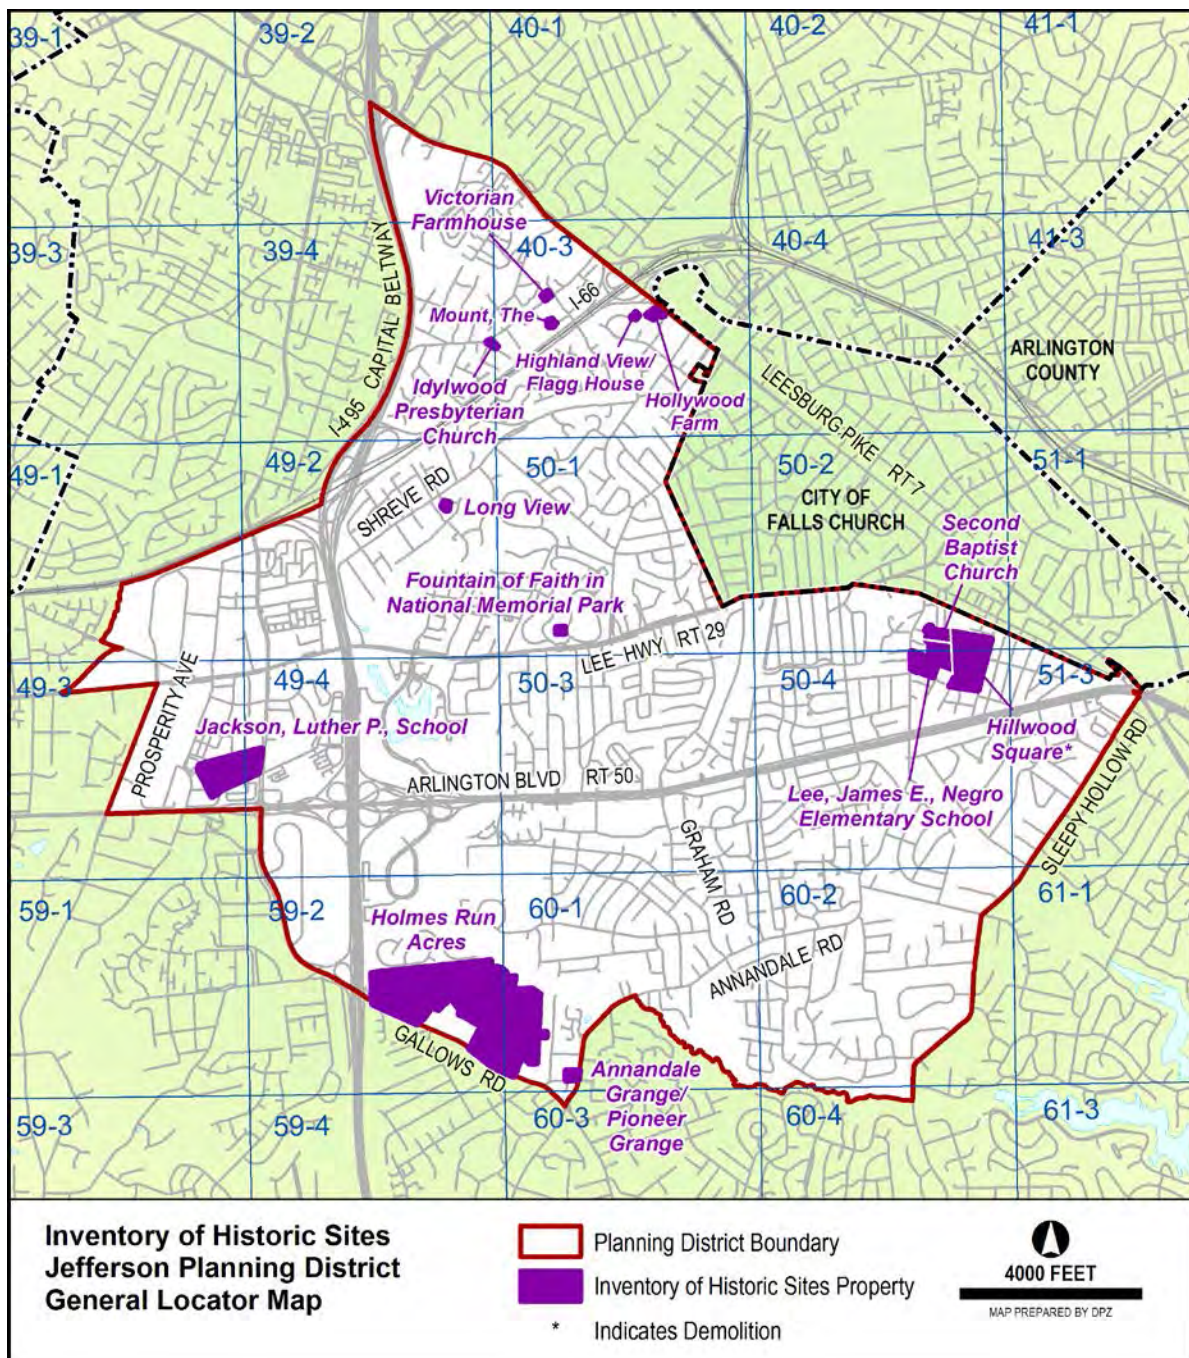 39-1
39-2
40-1
40-2
41-1
Victorian
Farmhouse
39-3
39-4
40-3
40-4
41-3
I-66
I-495 CAPITAL BELTWAY
Mount, The
Highland View/
Flagg House
Idylwood
Presbyterian
Church
Hollywood
Farm
ARLINGTON
COUNTY
LEESBURG PIKE RT 7
49-1
49-2
50-1
50-2
51-1
SHREVE RD
Long View
CITY OF
FALLS CHURCH
Second
Baptist
Church
Fountain of Faith in
National Memorial Park
LEE HWY RT 29
49-3
49-4
50-3
50-4
51-3
PROSPERITY AVE
Jackson, Luther P., School
Hillwood
Square*
ARLINGTON BLVD RT 50
Lee, James E., Negro
Elementary School
SLEEPY HOLLOW RD
GRAHAM RD
59-1
59-2
60-1
60-2
61-1
Holmes Run
Acres
ANNANDALE RD
GALLOWS RD
Annandale
Grange/
Pioneer
Grange
59-3
59-4
60-3
60-4
61-3
Inventory of Historic Sites
Jefferson Planning District
General Locator Map
Planning District Boundary
Inventory of Historic Sites Property
* Indicates Demolition
4000 FEET
MAP PREPARED BY DPZ